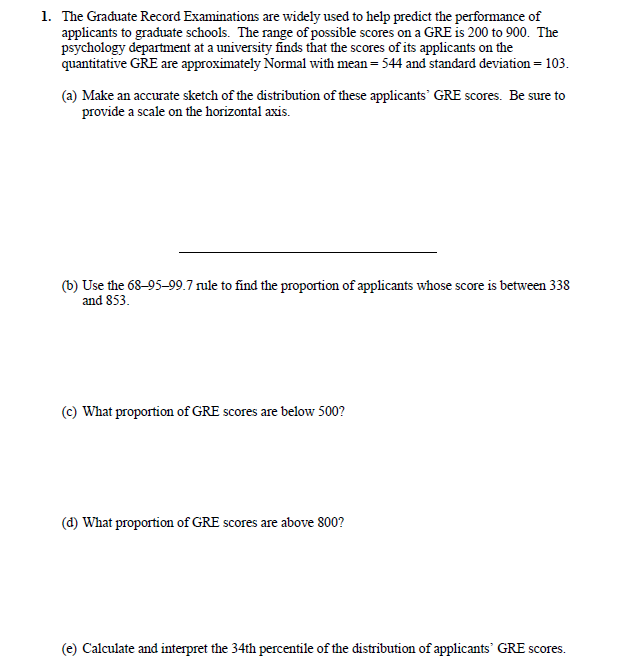 1. The Graduate Record Examinations are widely used to help predict the performance of
applicants to graduate schools. The range of possible scores on a GRE is 200 to 900. The
psychology department at a university finds that the scores of its applicants on the
quantitative GRE are approximately Normal with mean = 544 and standard deviation = 103.
(a) Make an accurate sketch of the distribution of these applicants’ GRE scores. Be sure to
provide a scale on the horizontal axis.
(b) Use the 68–95–99.7 rule to find the proportion of applicants whose score is between 338
and 853.
(c) What proportion of GRE scores are below 500?
(d) What proportion of GRE scores are above 800?
(e) Calculate and interpret the 34th percentile of the distribution of applicants’ GRE scores.